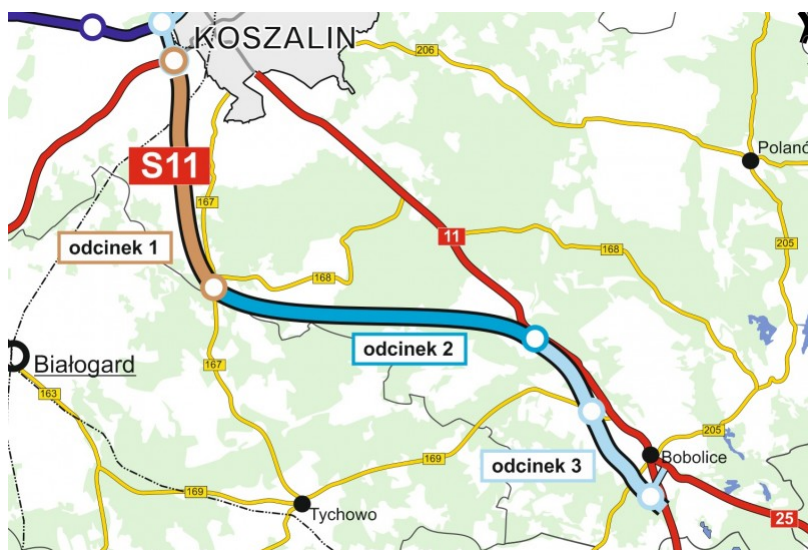 KOSZALIN
206
S11
Polanó
167
11
205
odcinek 1
168
168
odcinek 2
Białogard
167
163
205
169
Bobolice
odcinek 3
169
Tychowo
25